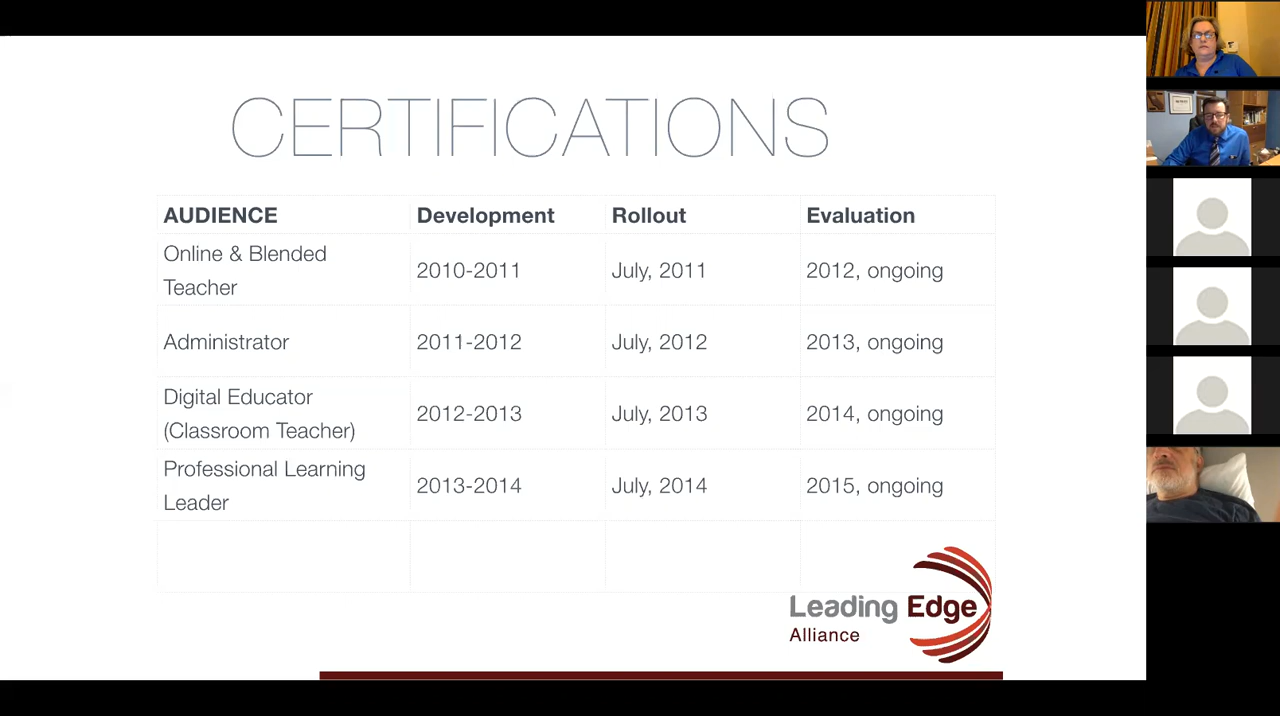 CERTIFICATIONS
AUDIENCE Development Rollout Evaluation
Online & Blended
Teacher
2010-2011 July, 2011 2012, ongoing
Administrator 2011-2012 July, 2012 2013, ongoing
Digital Educator
(Classroom Teacher)
2012-2013 July, 2013 2014, ongoing
Professional Learning
Leader
2013-2014 July, 2014 2015, ongoing
Leading Edge
Alliance